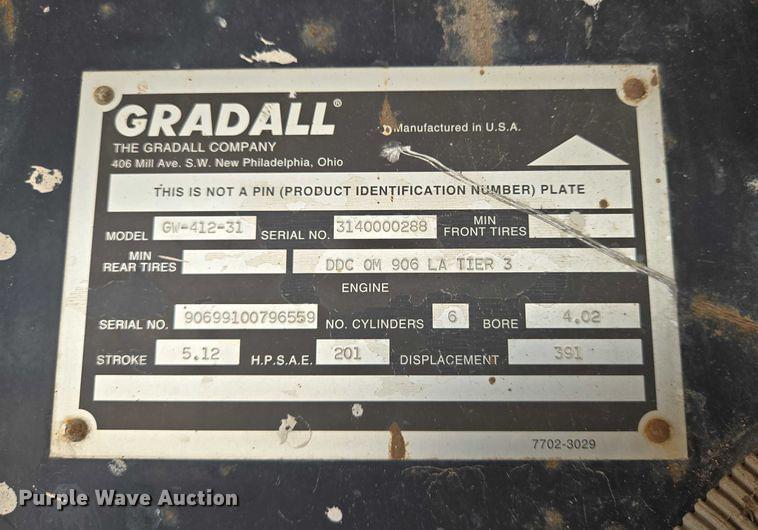 GRADALL®
Manufactured in U.S.A.
THE GRADALL COMPANY
406 Mill Ave. S.W. New Philadelphia, Ohio
THIS IS NOT A PIN (PRODUCT IDENTIFICATION NUMBER) PLATE
MODEL GW-412-31 SERIAL NO. 3140000288 MIN FRONT TIRES
MIN REAR TIRES DDC OM 906 LA TIER 3
ENGINE
SERIAL NO. 90699100796559 NO. CYLINDERS 6 BORE 4.02
STROKE 5.12 H.P.S.A.E. 201 DISPLACEMENT 391
7702-3029
Purple Wave Auction